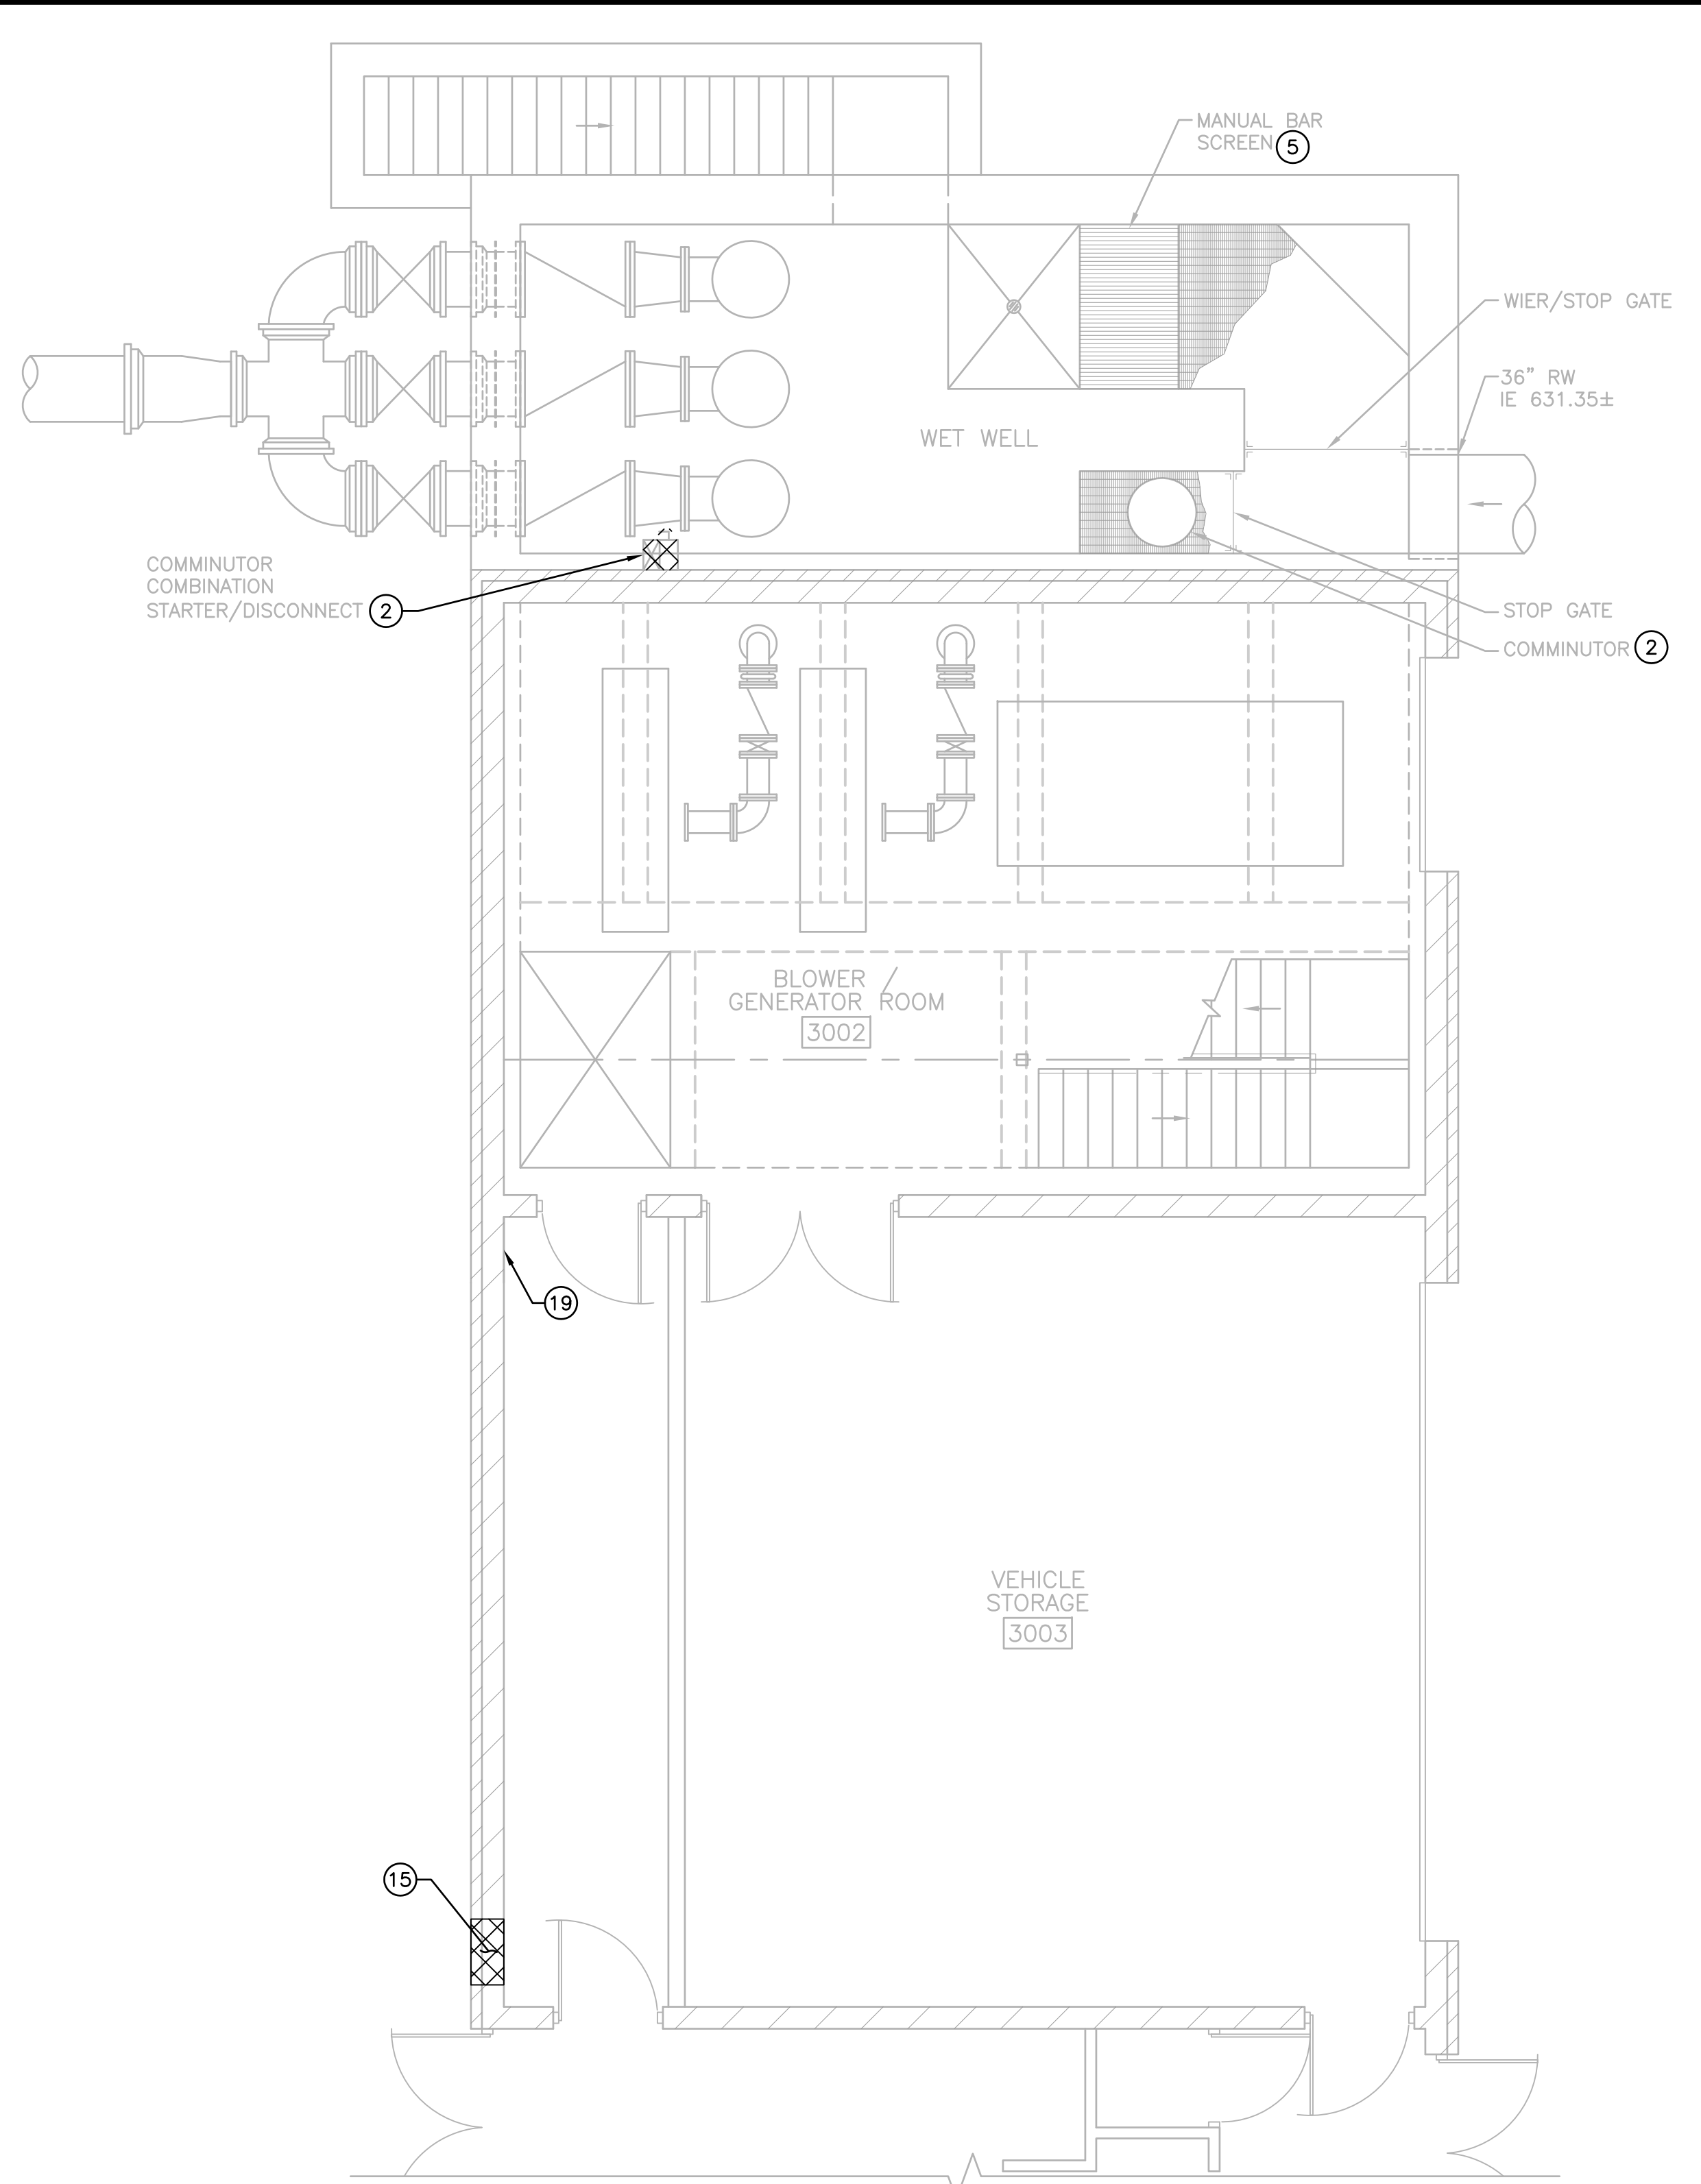 MANUAL BAR
SCREEN 5
WIER/STOP GATE
36" RW
IE 631.35±
WET WELL
COMMINUTOR
COMBINATION
STARTER/DISCONNECT 2
STOP GATE
COMMINUTOR 2
BLOWER /
GENERATOR ROOM
3002
19
VEHICLE
STORAGE
3003
15